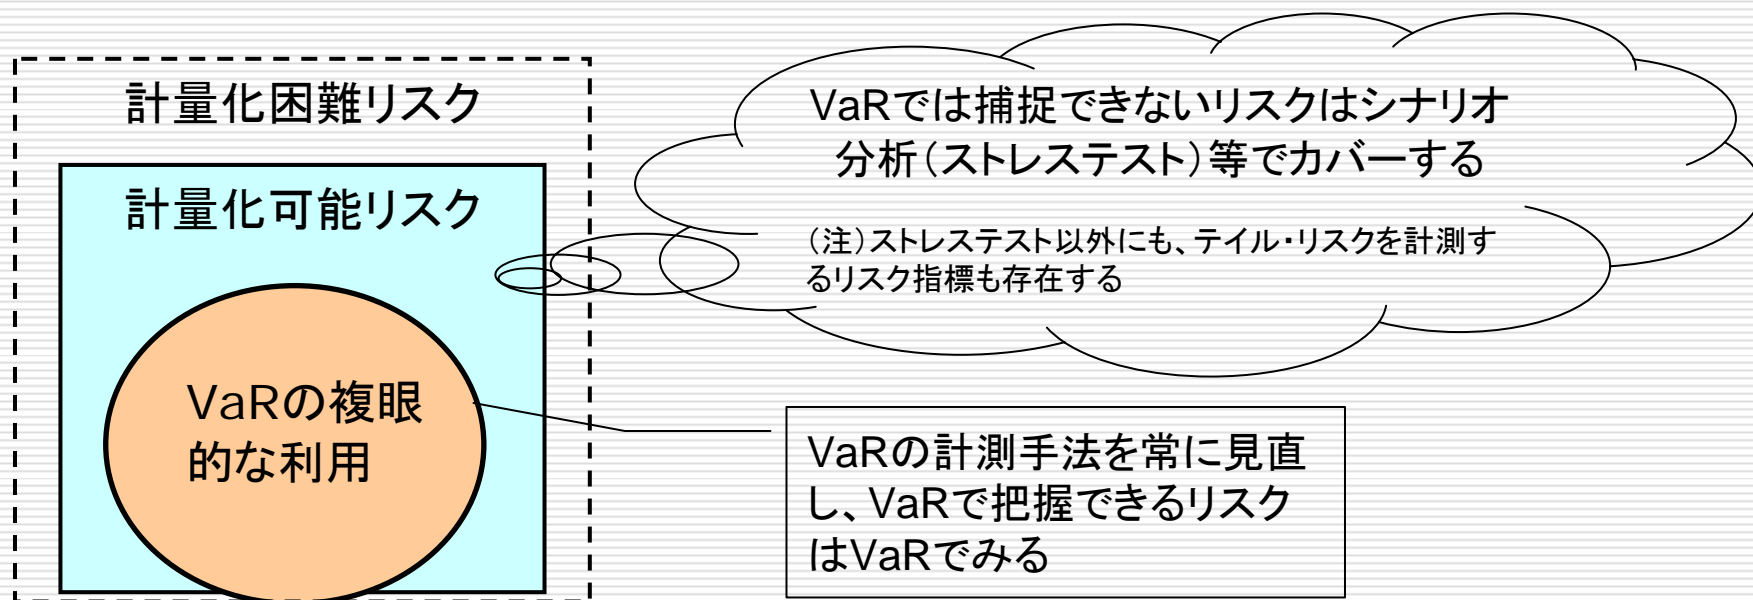 計量化困難リスク
計量化可能リスク
VaRの複眼
的な利用
VaRでは捕捉できないリスクはシナリオ
分析(ストレステスト)等でカバーする
(注)ストレステスト以外にも、テイル・リスクを計測す
るリスク指標も存在する
VaRの計測手法を常に見直
し、VaRで把握できるリスク
はVaRでみる